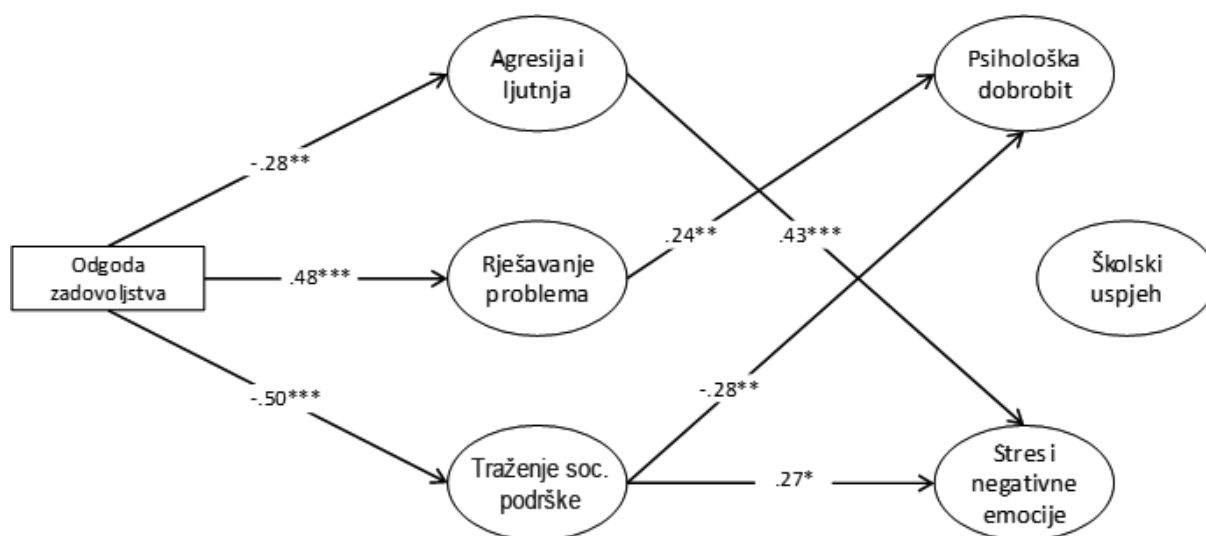 Agresija i
ljutnja
Psihološka
dobrobit
-.28**
.24**
.43***
Odgoda
zadovoljstva
.48***
Rješavanje
problema
Školski
uspjeh
-.50***
-.28**
Traženje soc.
podrške
.27*
Stres i
negativne
emocije